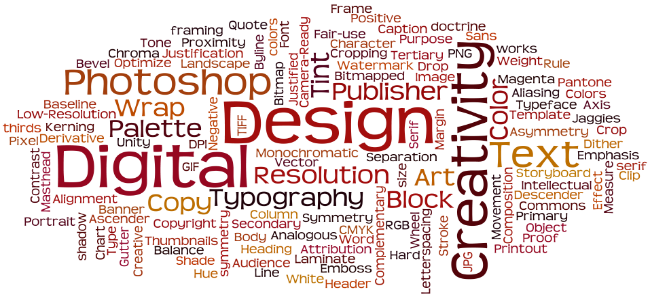 Frame
framing Quote Positive
Caption doctrine
Tone Proximity Byline colors Font Fair-use Character Purpose Sans
Chroma Justification Cropping Tertiary PNG works
Bevel Optimize Landscape Watermark Drop Weight Rule
Photoshop Bitmap Justified Camera-Ready Tint Bitmapped Image Magenta Pantone
Publisher Aliasing Colors
Baseline Wrap Negative TIFF Design Creativity Color Typeface Axis
Low-Resolution Template Jaggies
thirds Kerning Palette Serif Margin Asymmetry Crop
Pixel Derivative Unity DPI Text Dither
Contrast Masthead Digital GIF Monochromatic Separation Emphasis
Vector serif
Resolution size Art Storyboard Clip
Alignment Copy Typography Block Movement Composition Intellectual Effect Measure
Descender
Banner Column symmetry Complementary RGB Wheel Letterspacing Stroke Commons
Portrait Ascender Copyright Secondary CMYK Primary
shadow Chart Type Gutter Creative Thumbnails symmetry Body Analogous Word Object
Balance Heading Attribution Hard Proof
Shade Audience Laminate JPG Printout
Hue Line Emboss
White Header